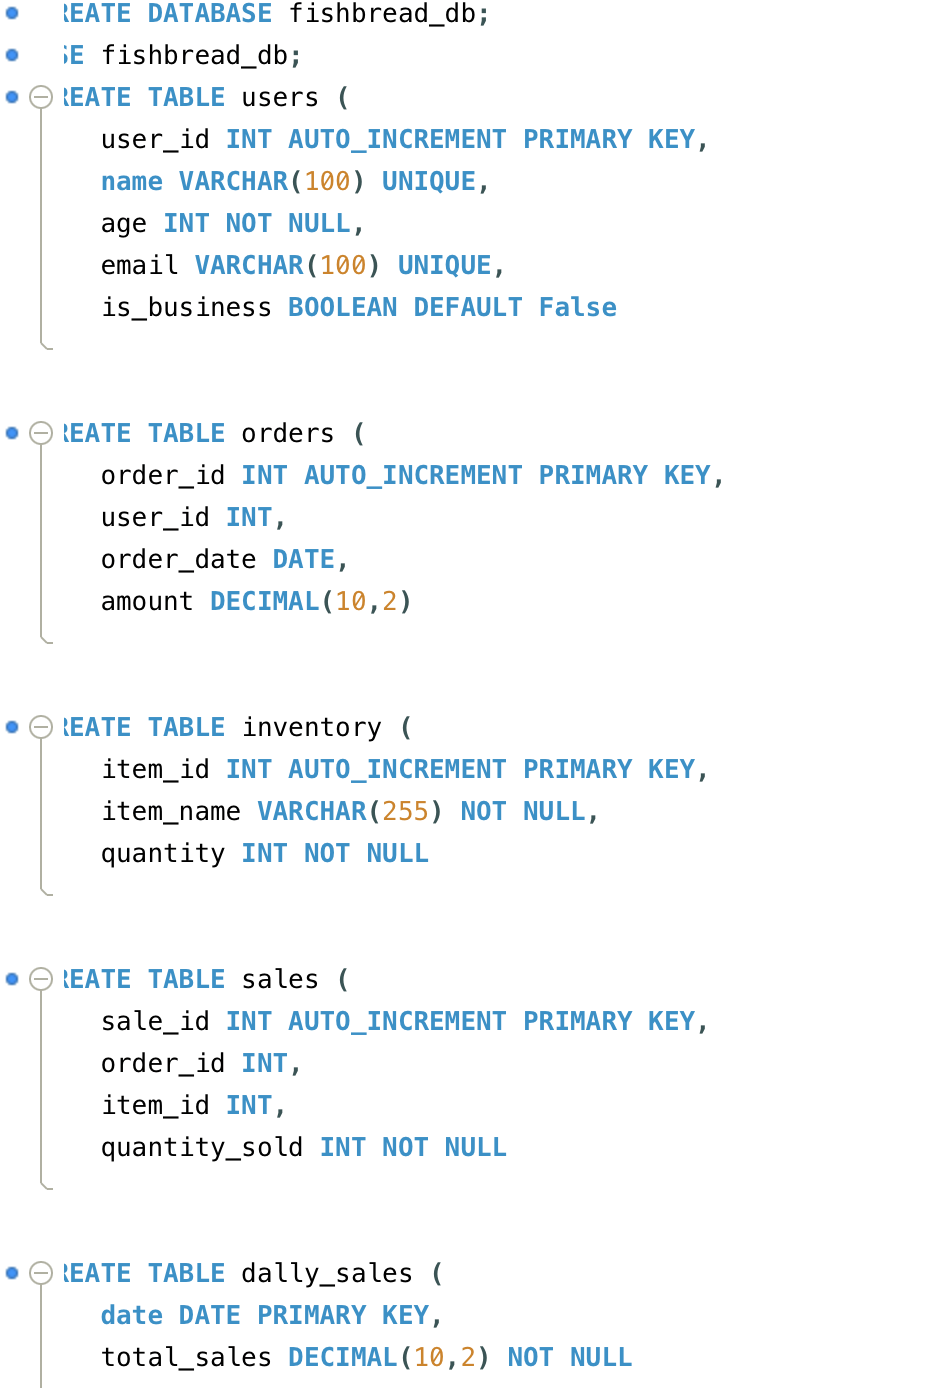 REATE DATABASE fishbread_db;
SE fishbread_db;
REATE TABLE users (
user_id INT AUTO_INCREMENT PRIMARY KEY,
name VARCHAR(100) UNIQUE,
age INT NOT NULL,
email VARCHAR(100) UNIQUE,
is_business BOOLEAN DEFAULT False
REATE TABLE orders (
order_id INT AUTO_INCREMENT PRIMARY KEY,
user_id INT,
order_date DATE,
amount DECIMAL(10,2)
REATE TABLE inventory (
item_id INT AUTO_INCREMENT PRIMARY KEY,
item_name VARCHAR(255) NOT NULL,
quantity INT NOT NULL
REATE TABLE sales (
sale_id INT AUTO_INCREMENT PRIMARY KEY,
order_id INT,
item_id INT,
quantity_sold INT NOT NULL
REATE TABLE dally_sales (
date DATE PRIMARY KEY,
total_sales DECIMAL(10,2) NOT NULL